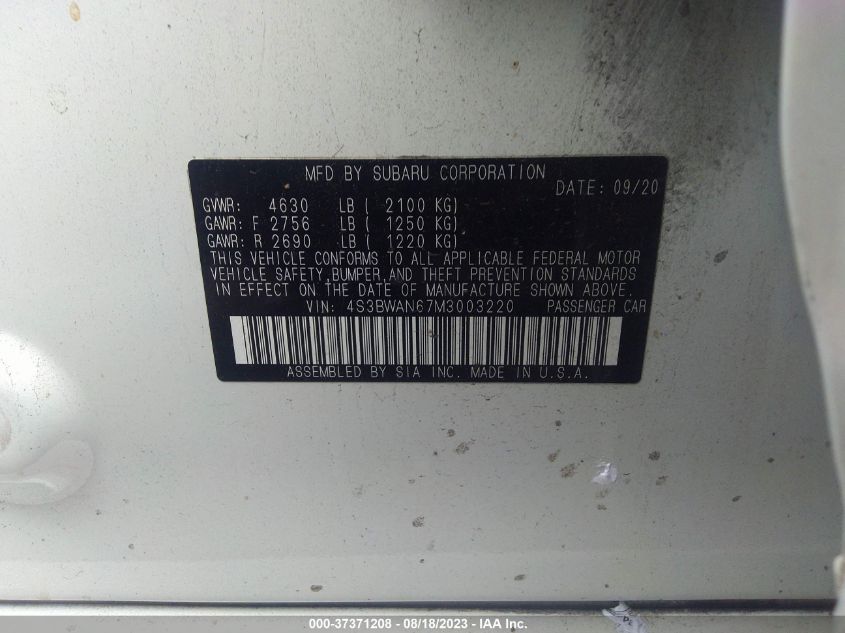 MFD BY SUBARU CORPORATION
DATE: 09/20
GVWR: 4630 LB ( 2100 KG)
GAWR: F 2756 LB ( 1250 KG)
GAWR: R 2690 LB ( 1220 KG)
THIS VEHICLE CONFORMS TO ALL APPLICABLE FEDERAL MOTOR
VEHICLE SAFETY,BUMPER,AND THEFT PREVENTION STANDARDS
IN EFFECT ON THE DATE OF MANUFACTURE SHOWN ABOVE.
VIN: 4S3BWAN67M3003220 PASSENGER CAR
ASSEMBLED BY SIA INC. MADE IN U.S.A.
000-37371208 - 08/18/2023 - IAA Inc.